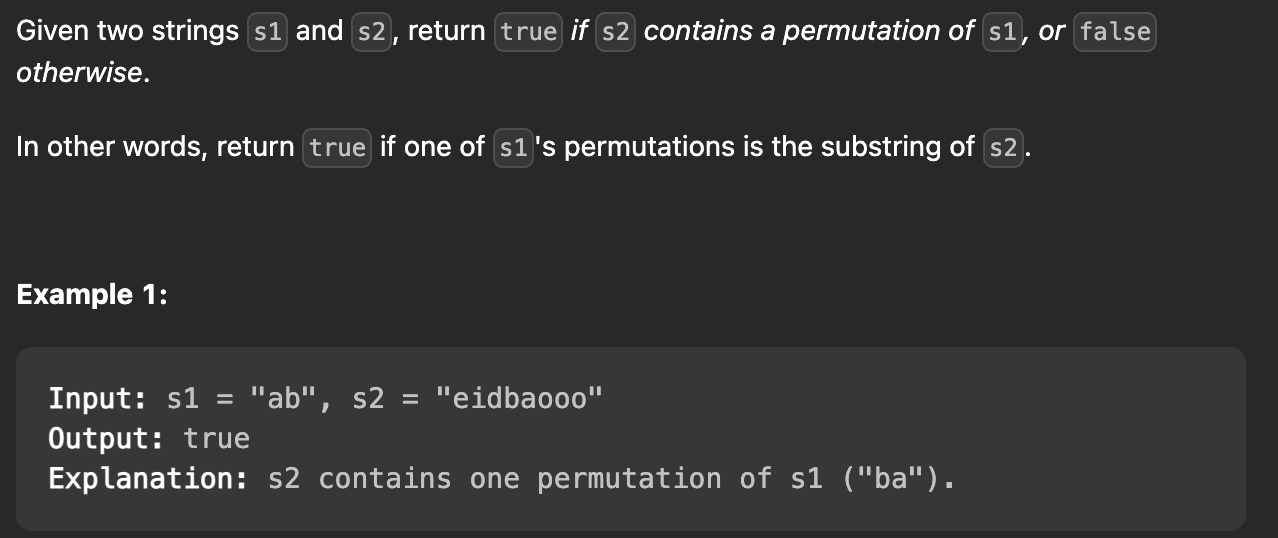 Given two strings s1 and s2, return true if s2 contains a permutation of s1, or false
otherwise.
In other words, return true if one of s1's permutations is the substring of s2.
Example 1:
Input: s1 = "ab", s2 = "eidbaooo"
Output: true
Explanation: s2 contains one permutation of s1 ("ba").